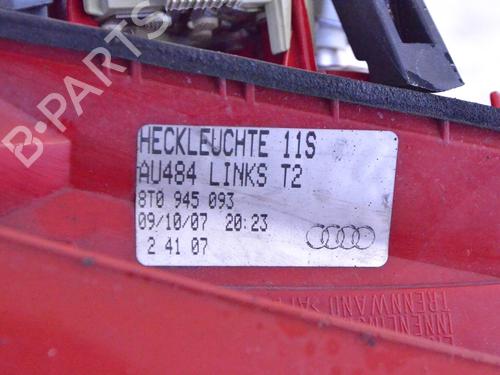 B-PARTS
HECKLEUCHTE 11S
AU484 LINKS T2
8T0 945 093
09/10/07 20:23
2 41 07